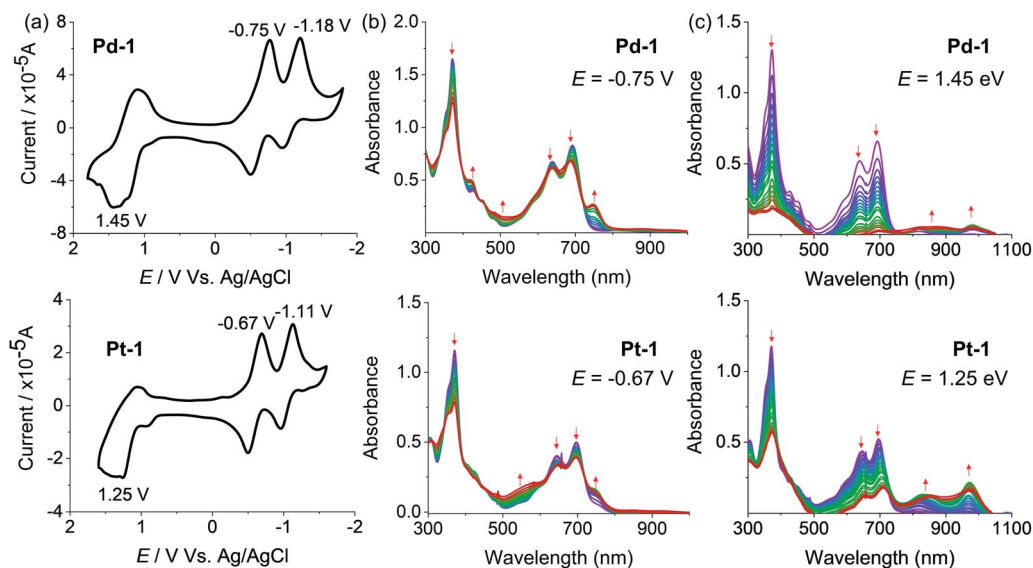 (a)
8
4
0
-4
-8
Current / x10⁻⁵A
Pd-1
-0.75 V
-1.18 V
1.45 V
2
1
0
-1
-2
E / V Vs. Ag/AgCl
(b)
2.0
1.5
1.0
0.5
Absorbance
Pd-1
E = -0.75 V
300
500
700
900
Wavelength (nm)
(c)
1.5
1.0
0.5
0.0
Absorbance
Pd-1
E = 1.45 eV
300
500
700
900
1100
Wavelength (nm)
4
2
0
-2
-4
Current / x10⁻⁵A
Pt-1
-0.67 V
-1.11 V
1.25 V
2
1
0
-1
-2
E / V Vs. Ag/AgCl
1.5
1.0
0.5
0.0
Absorbance
Pt-1
E = -0.67 V
300
500
700
900
Wavelength (nm)
1.5
1.0
0.5
0.0
Absorbance
Pt-1
E = 1.25 eV
300
500
700
900
1100
Wavelength (nm)